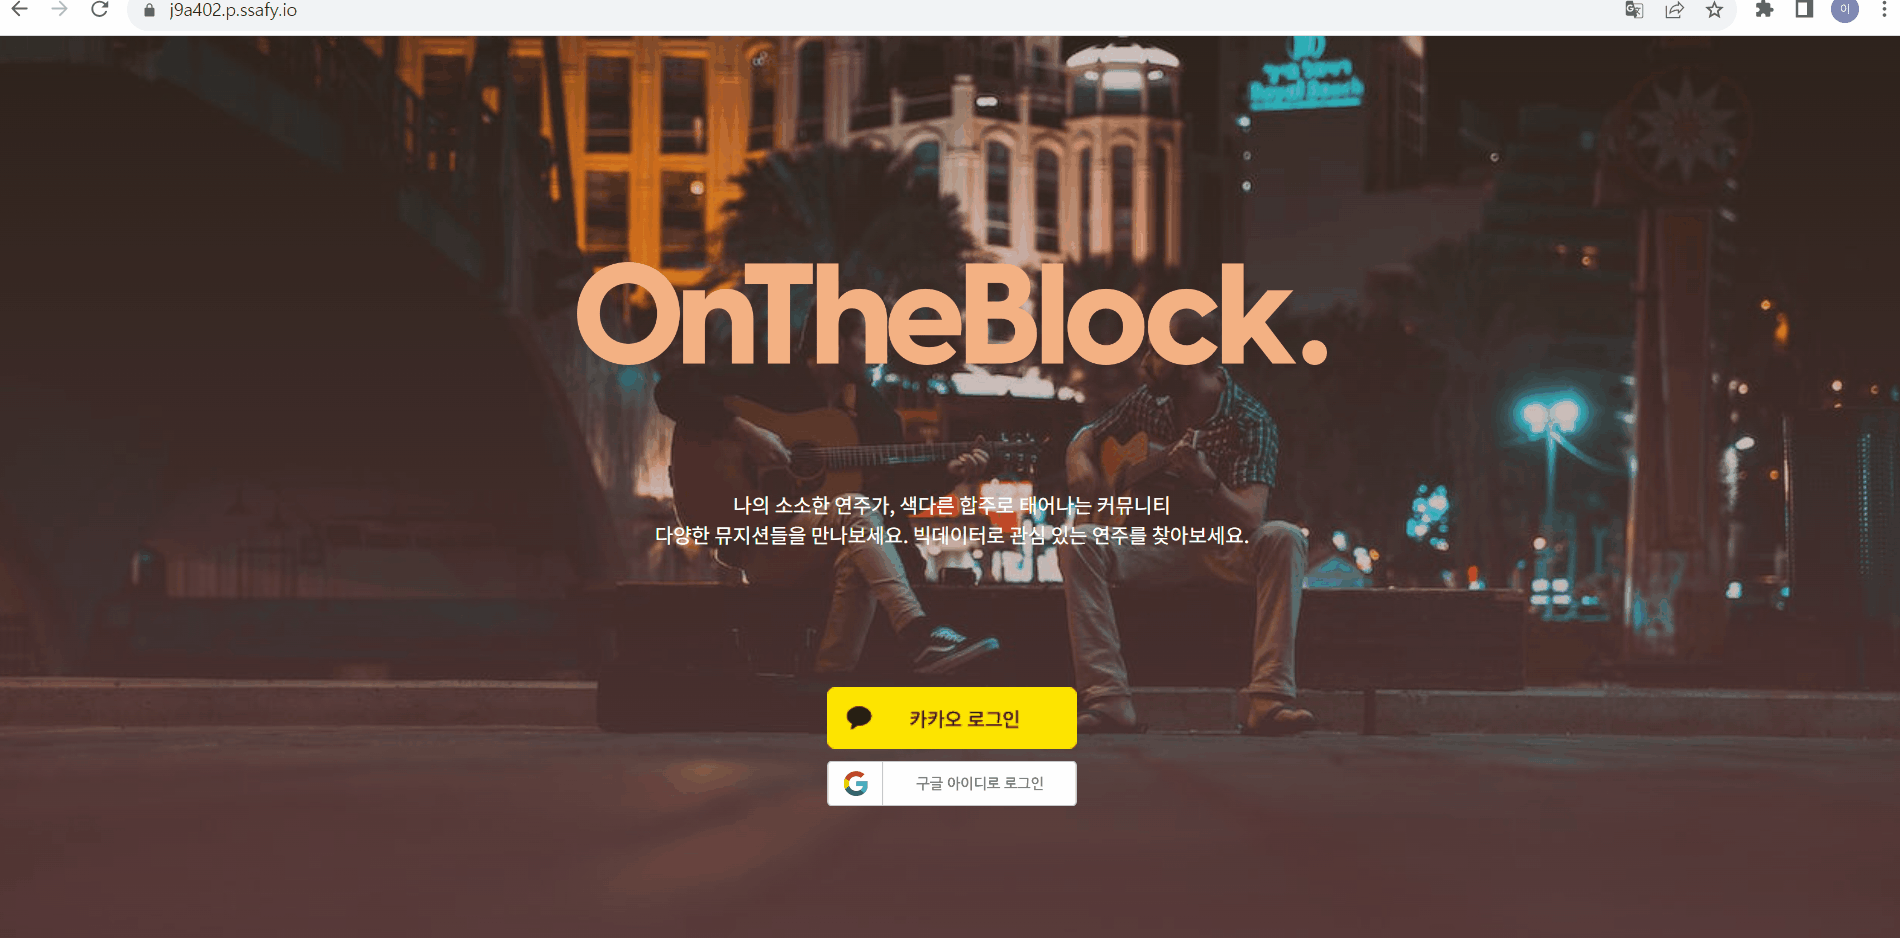 j9a402.p.ssafy.io
이
Royal Beach
OnTheBlock.
나의 소소한 연주가, 색다른 합주로 태어나는 커뮤니티
다양한 뮤지션들을 만나보세요. 빅데이터로 관심 있는 연주를 찾아보세요.
카카오 로그인
구글 아이디로 로그인